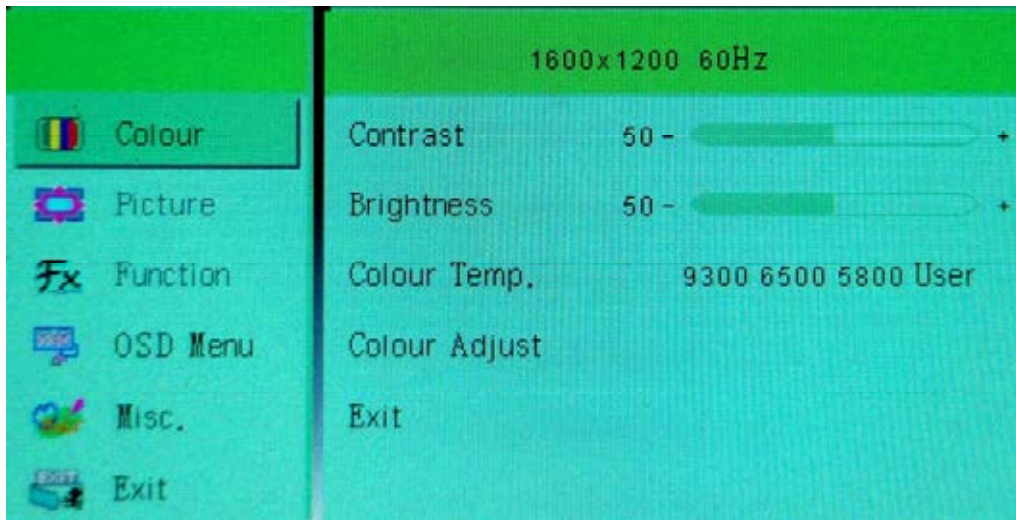 1600x1200 60Hz
Colour
Picture
Function
OSD Menu
Misc.
Exit
Contrast 50 - +
Brightness 50 - +
Colour Temp. 9300 6500 5800 User
Colour Adjust
Exit